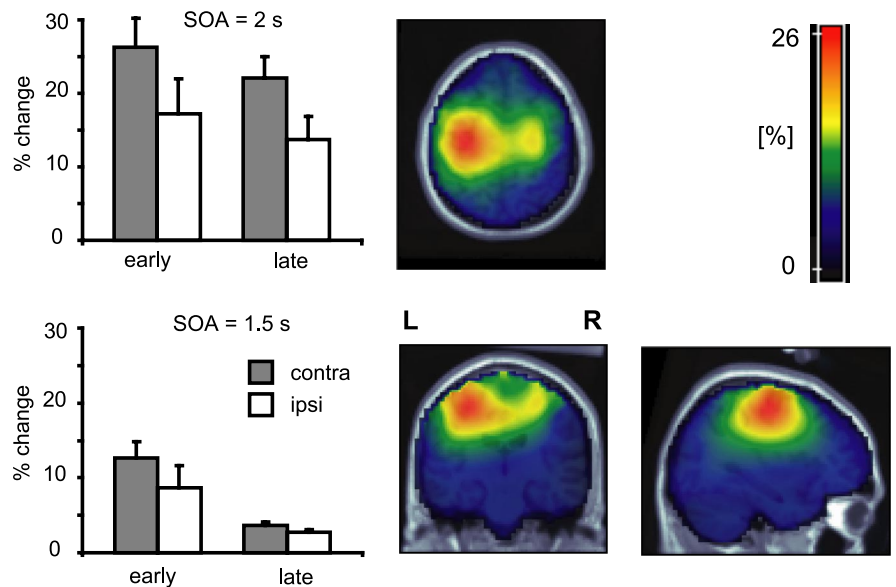 SOA = 2 s
% change
30
20
10
0
early late
26
[%]
0
SOA = 1.5 s
% change
30
20
10
0
contra
ipsi
early late
L R